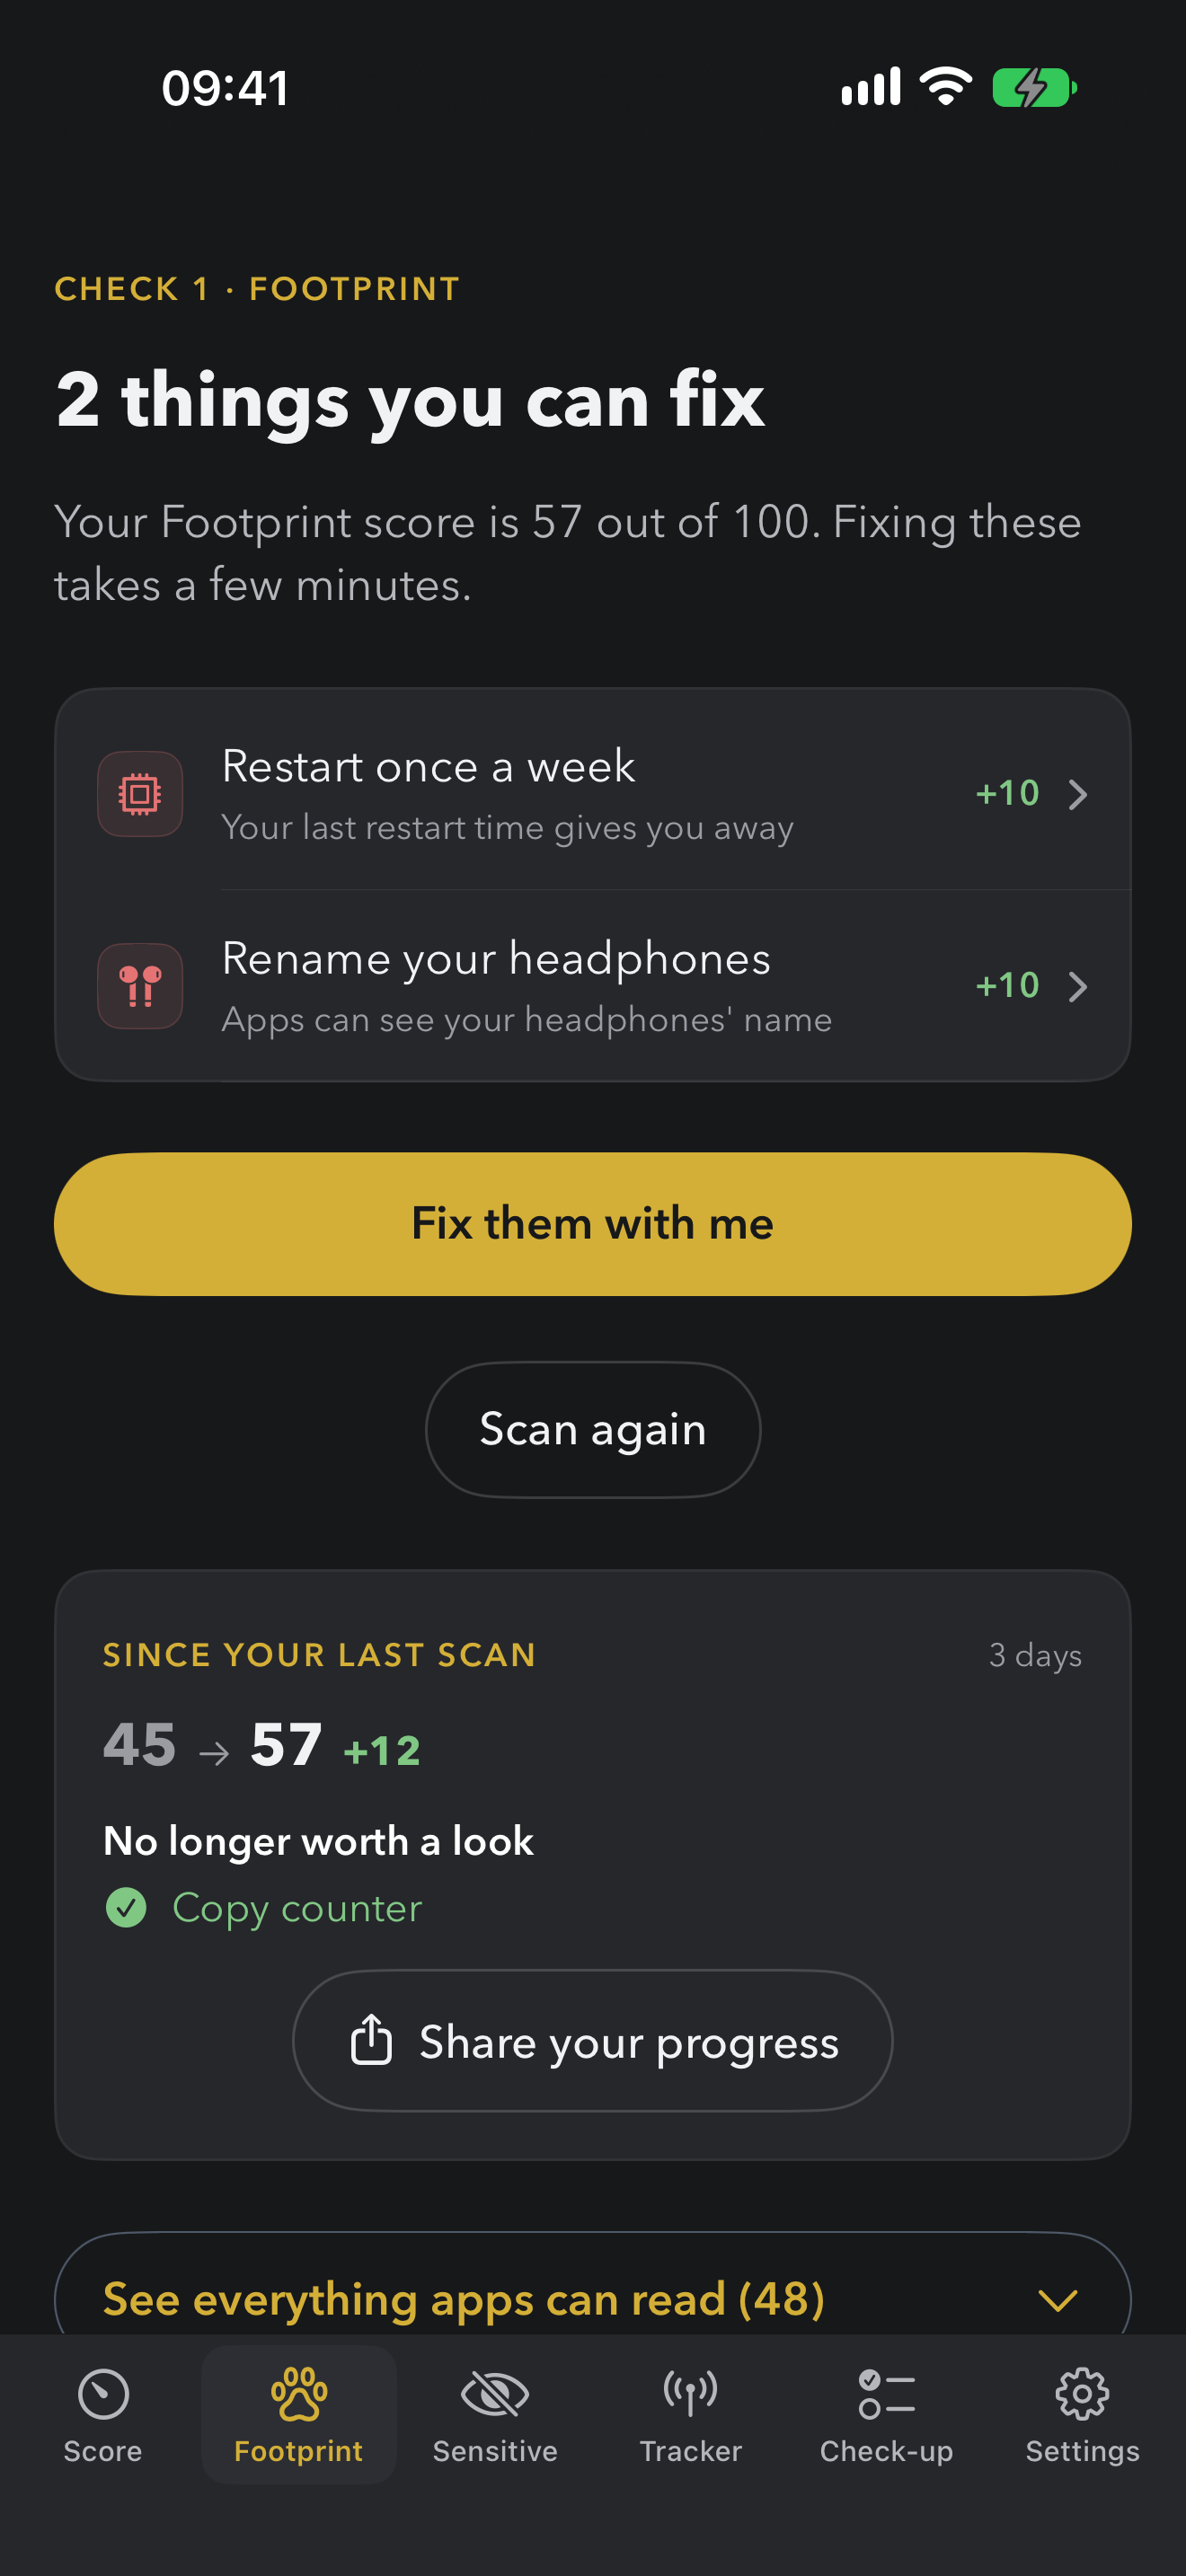 09:41
CHECK 1 · FOOTPRINT
2 things you can fix
Your Footprint score is 57 out of 100. Fixing these
takes a few minutes.
Restart once a week
Your last restart time gives you away
+10
Rename your headphones
Apps can see your headphones' name
+10
Fix them with me
Scan again
SINCE YOUR LAST SCAN
3 days
45 → 57 +12
No longer worth a look
Copy counter
Share your progress
See everything apps can read (48)
Score
Footprint
Sensitive
Tracker
Check-up
Settings